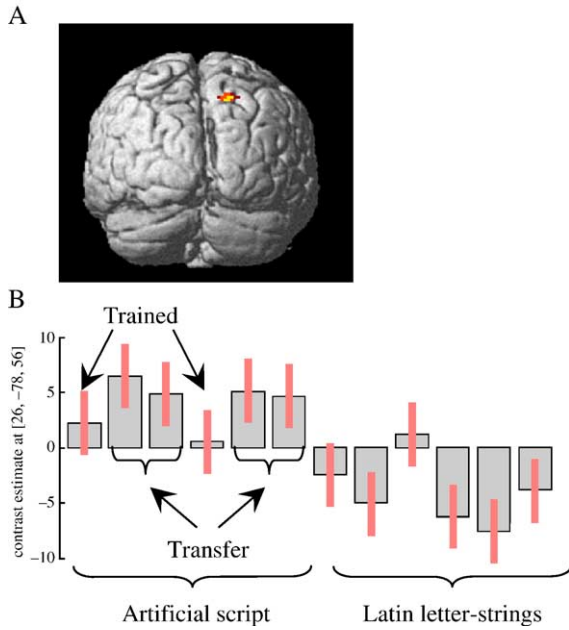 A
B
Trained
contrast estimate at [26, −78, 56]
10
5
0
−5
−10
Transfer
Artificial script
Latin letter-strings